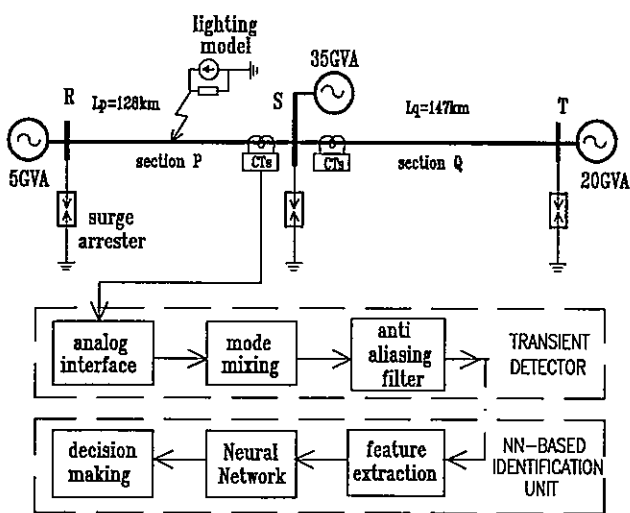 lighting
model
35GVA
R
Lp=128km
S
Lq=147km
T
5GVA
section P
CTs
CTs
section Q
20GVA
surge
arrester
analog
interface
mode
mixing
anti
aliasing
filter
TRANSIENT
DETECTOR
decision
making
Neural
Network
feature
extraction
NN-BASED
IDENTIFICATION
UNIT